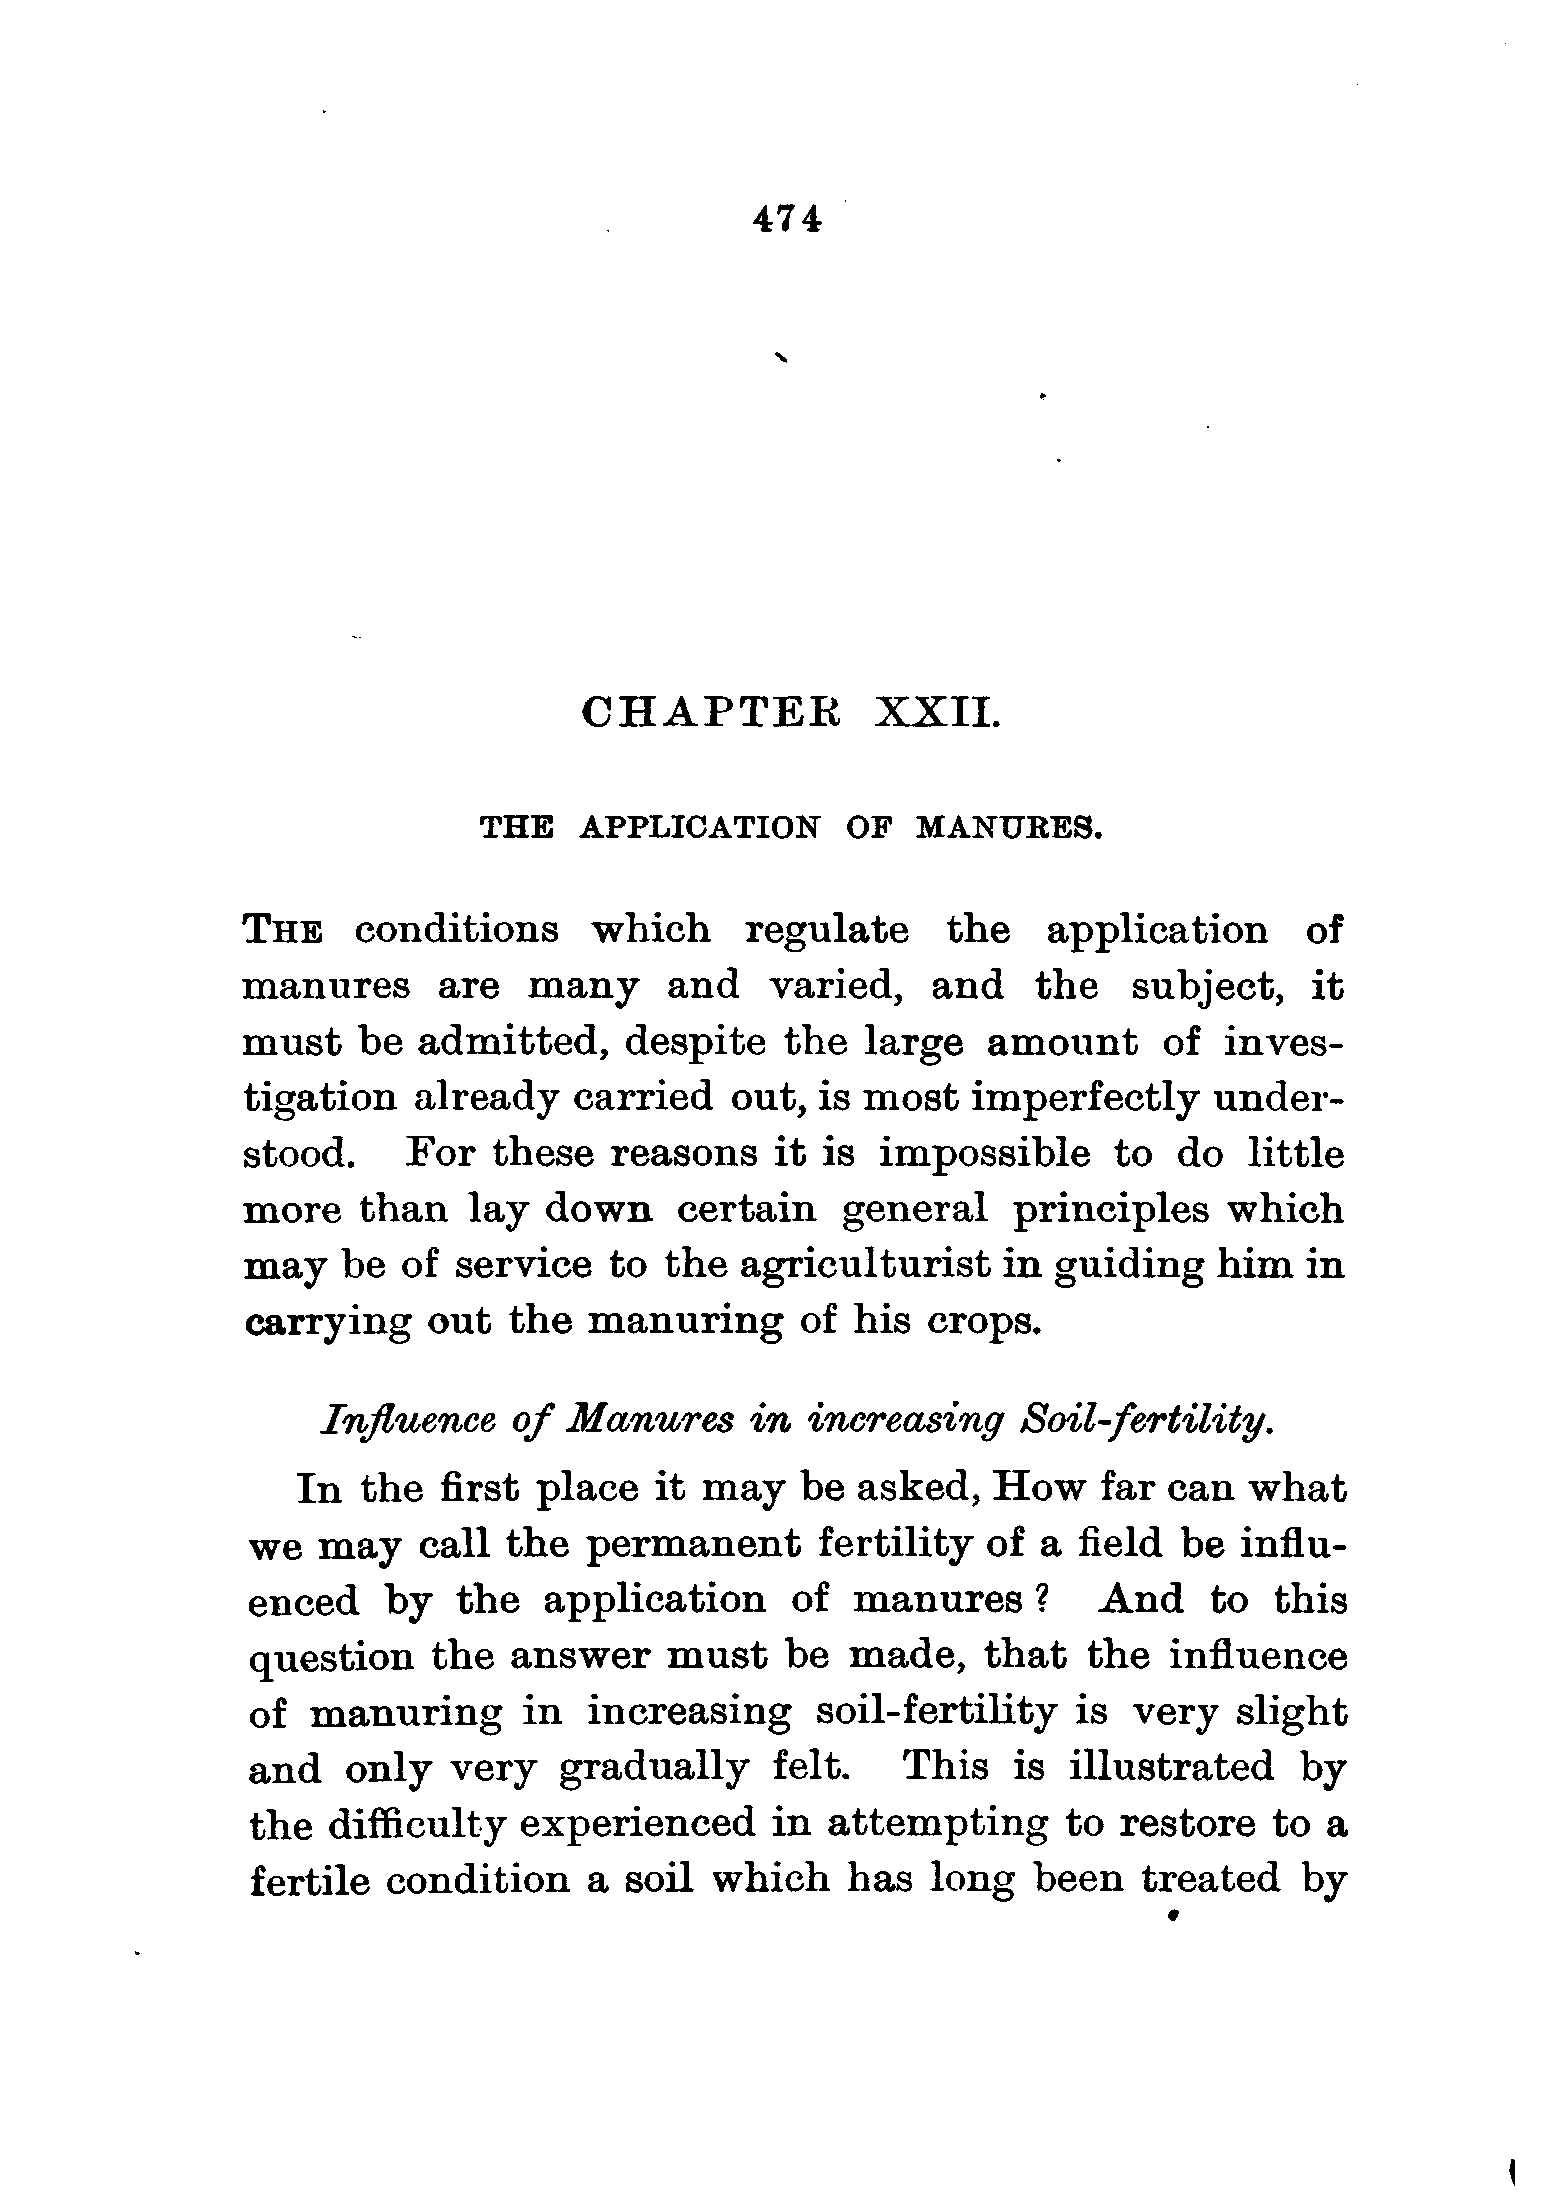 474
CHAPTER XXII.
THE APPLICATION OF MANURES.
THE conditions which regulate the application of
manures are many and varied, and the subject, it
must be admitted, despite the large amount of inves-
tigation already carried out, is most imperfectly under-
stood. For these reasons it is impossible to do little
more than lay down certain general principles which
may be of service to the agriculturist in guiding him in
carrying out the manuring of his crops.
Influence of Manures in increasing Soil-fertility.
In the first place it may be asked, How far can what
we may call the permanent fertility of a field be influ-
enced by the application of manures? And to this
question the answer must be made, that the influence
of manuring in increasing soil-fertility is very slight
and only very gradually felt. This is illustrated by
the difficulty experienced in attempting to restore to a
fertile condition a soil which has long been treated by